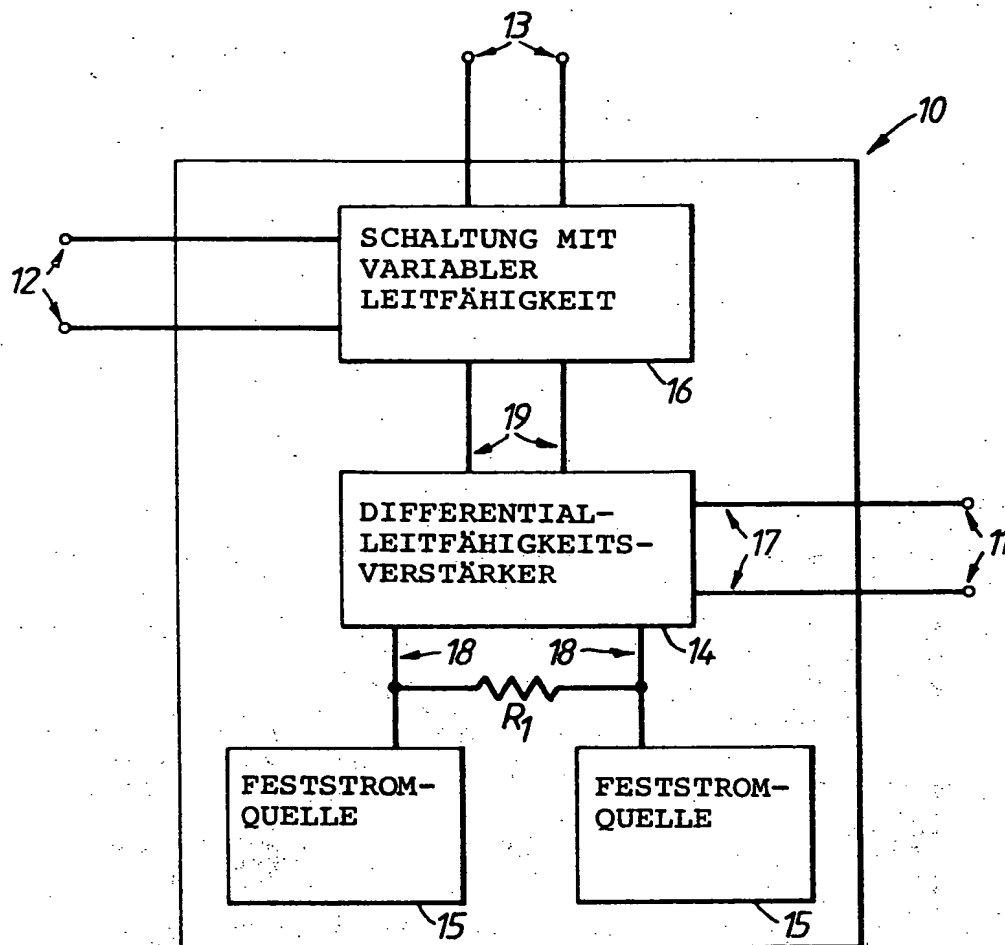 13
10
12
SCHALTUNG MIT
VARIABLER
LEITFÄHIGKEIT
16
19
DIFFERENTIAL-
LEITFÄHIGKEITS-
VERSTÄRKER
17
11
18
18
14
R1
FESTSTROM-
QUELLE
FESTSTROM-
QUELLE
15
15